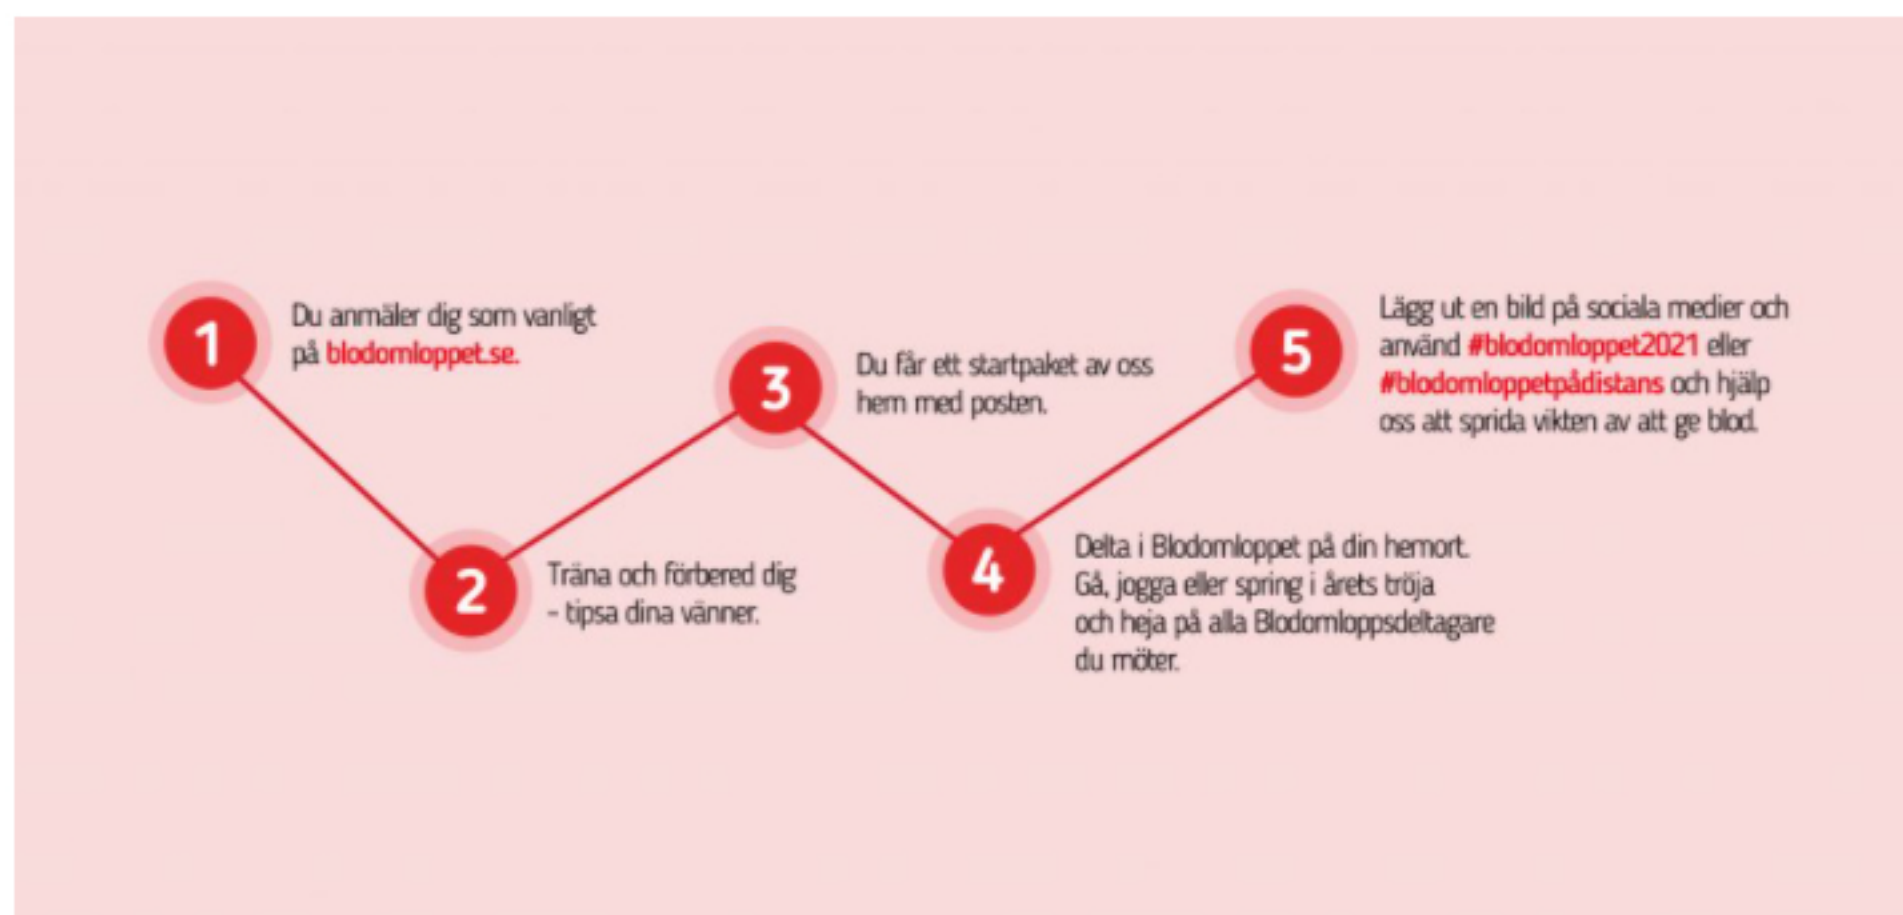 1
Du anmäler dig som vanligt
på blodomloppet.se.
2
Träna och förbered dig
– tipsa dina vänner.
3
Du får ett startpaket av oss
hem med posten.
4
Delta i Blodomloppet på din hemort.
Gå, jogga eller spring i årets tröja
och heja på alla Blodomloppsdeltagare
du möter.
5
Lägg ut en bild på sociala medier och
använd #blodomloppet2021 eller
#blodomloppetpådistans och hjälp
oss att sprida vikten av att ge blod.